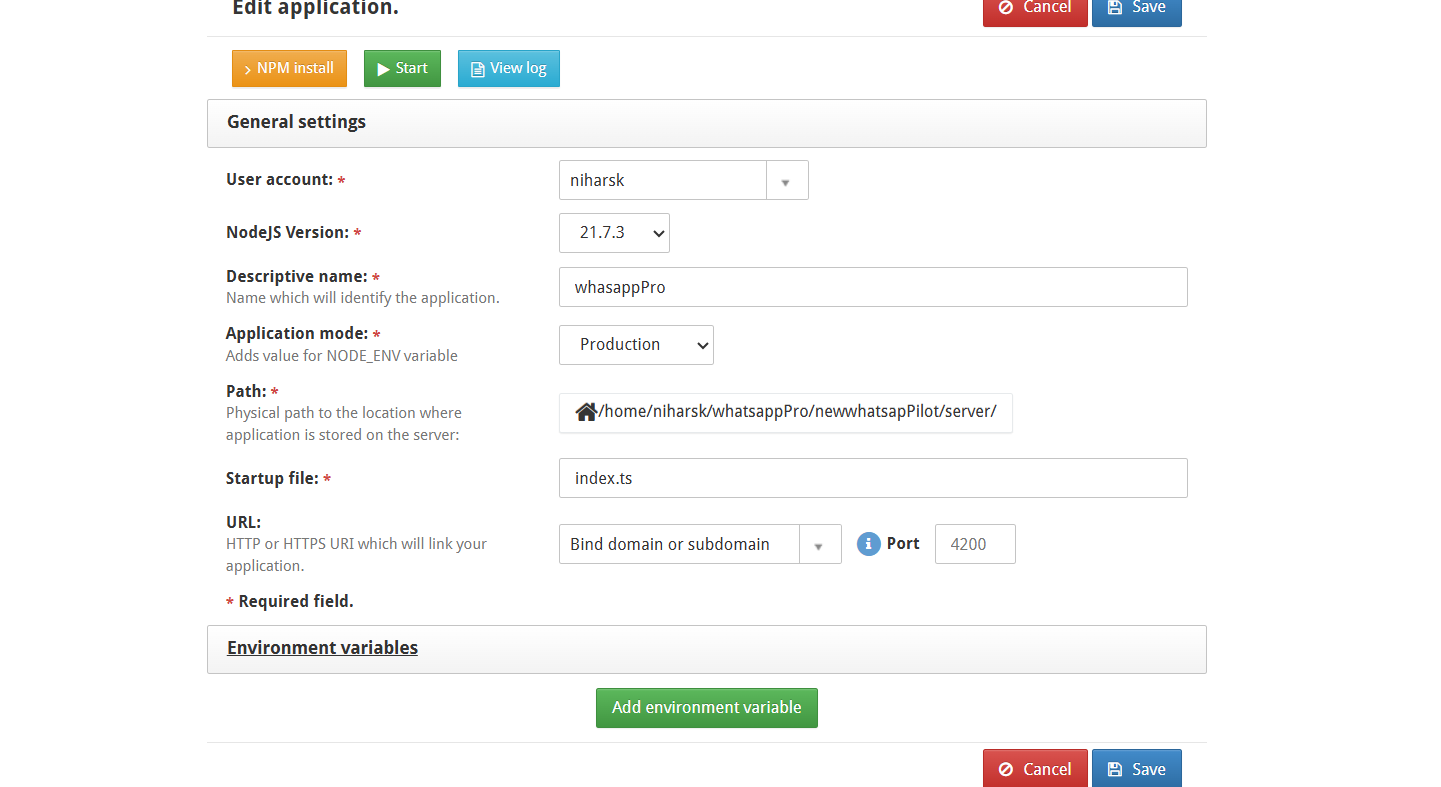 Edit application.
Cancel
Save
NPM install
Start
View log
General settings
User account: *
niharsk
NodeJS Version: *
21.7.3
Descriptive name: *
Name which will identify the application.
whasappPro
Application mode: *
Adds value for NODE_ENV variable
Production
Path: *
Physical path to the location where
application is stored on the server:
/home/niharsk/whatsappPro/newwhatsapPilot/server/
Startup file: *
index.ts
URL:
HTTP or HTTPS URI which will link your
application.
Bind domain or subdomain
Port
4200
* Required field.
Environment variables
Add environment variable
Cancel
Save